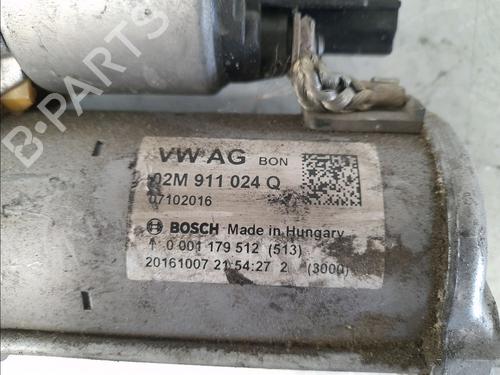 B-PARTS
VW AG BON
02M 911 024 Q
07102016
BOSCH Made in Hungary
↑ 0 001 179 512 (513)
20161007 21:54:27 2 (3000)